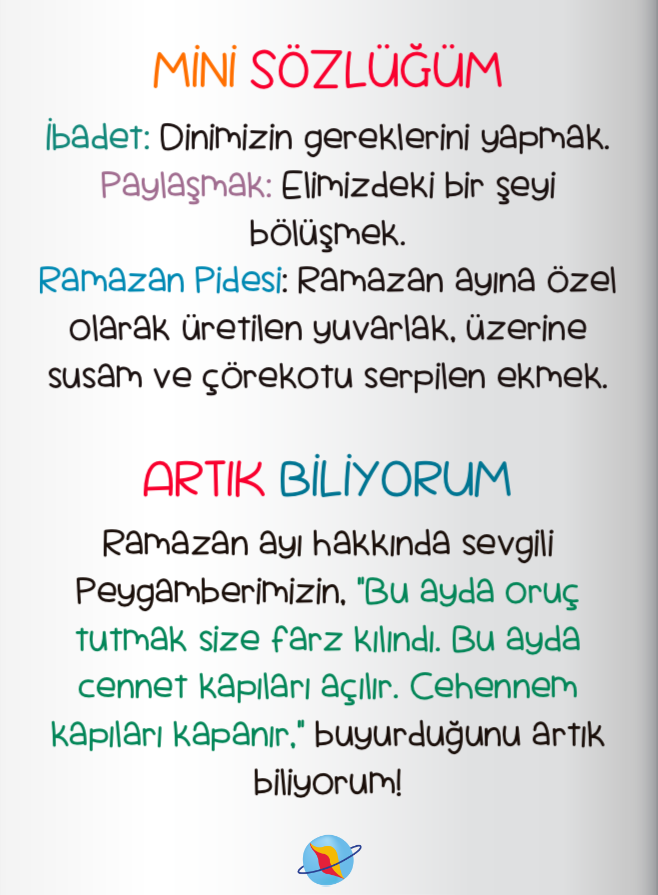 MİNİ SÖZLÜĞÜM
İbadet: Dinimizin gereklerini yapmak.
Paylaşmak: Elimizdeki bir şeyi
bölüşmek.
Ramazan Pidesi: Ramazan ayına özel
olarak üretilen yuvarlak, üzerine
susam ve çörekotu serpilen ekmek.
ARTIK BİLİYORUM
Ramazan ayı hakkında sevgili
Peygamberimizin, "Bu ayda oruç
tutmak size farz kılındı. Bu ayda
cennet kapıları açılır. Cehennem
kapıları kapanır," buyurduğunu artık
biliyorum!